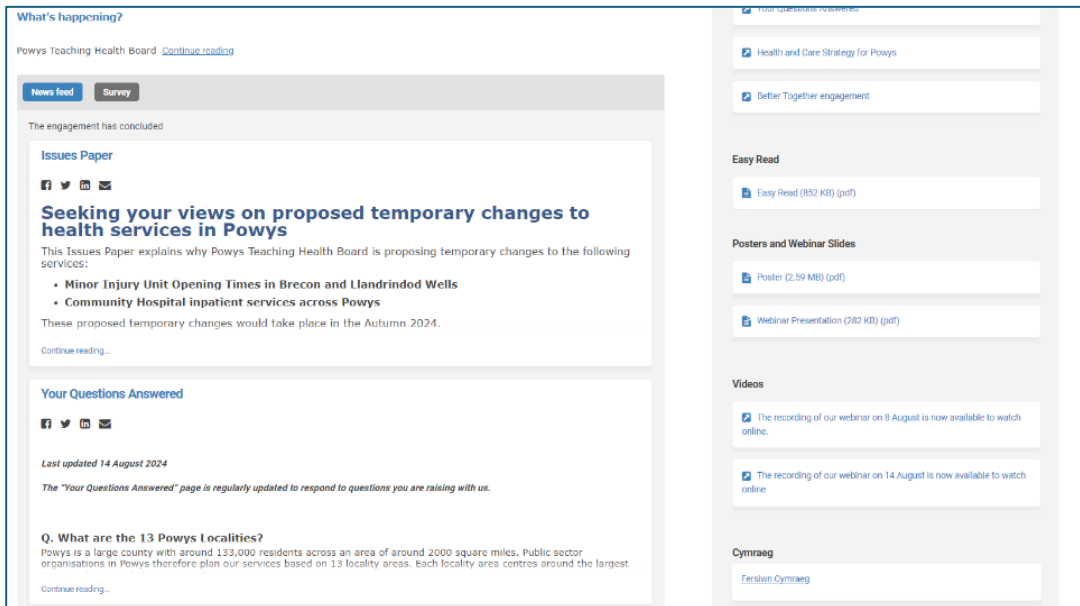 What's happening?
Powys Teaching Health Board Continue reading
News feed
Survey
The engagement has concluded
Issues Paper
Seeking your views on proposed temporary changes to
health services in Powys
This Issues Paper explains why Powys Teaching Health Board is proposing temporary changes to the following
services:
• Minor Injury Unit Opening Times in Brecon and Llandrindod Wells
• Community Hospital inpatient services across Powys
These proposed temporary changes would take place in the Autumn 2024.
Continue reading...
Your Questions Answered
Last updated 14 August 2024
The "Your Questions Answered" page is regularly updated to respond to questions you are raising with us.
Q. What are the 13 Powys Localities?
Powys is a large county with around 133,000 residents across an area of around 2000 square miles. Public sector
organisations in Powys therefore plan our services based on 13 locality areas. Each locality area centres around the largest
Continue reading...
Your Questions Answered
Health and Care Strategy for Powys
Better Together engagement
Easy Read
Easy Read (852 KB) (pdf)
Posters and Webinar Slides
Poster (2.59 MB) (pdf)
Webinar Presentation (282 KB) (pdf)
Videos
The recording of our webinar on 8 August is now available to watch
online.
The recording of our webinar on 14 August is now available to watch
online
Cymraeg
Fersiwn Cymraeg